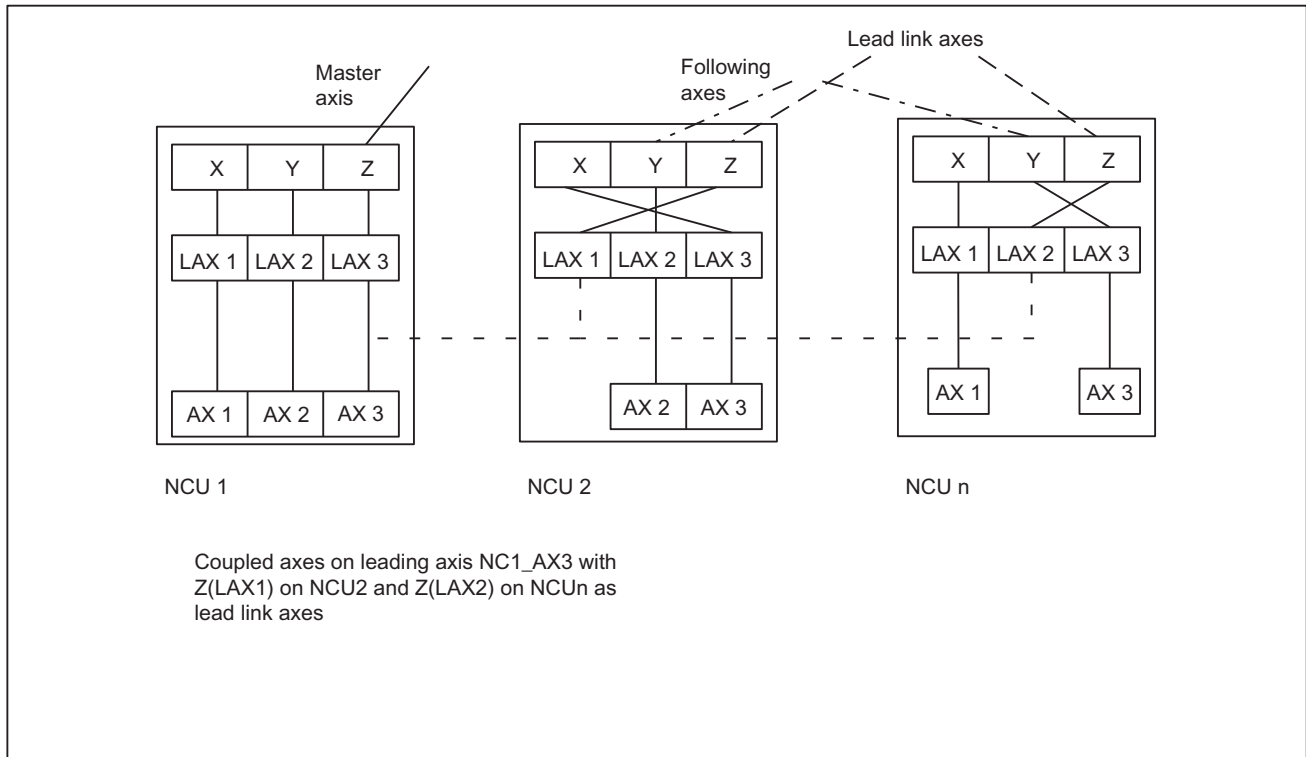 Lead link axes
Master
axis
Following
axes
X Y Z
X Y Z
X Y Z
LAX 1 LAX 2 LAX 3
LAX 1 LAX 2 LAX 3
LAX 1 LAX 2 LAX 3
AX 1 AX 2 AX 3
AX 2 AX 3
AX 1 AX 3
NCU 1
NCU 2
NCU n
Coupled axes on leading axis NC1_AX3 with
Z(LAX1) on NCU2 and Z(LAX2) on NCUn as
lead link axes